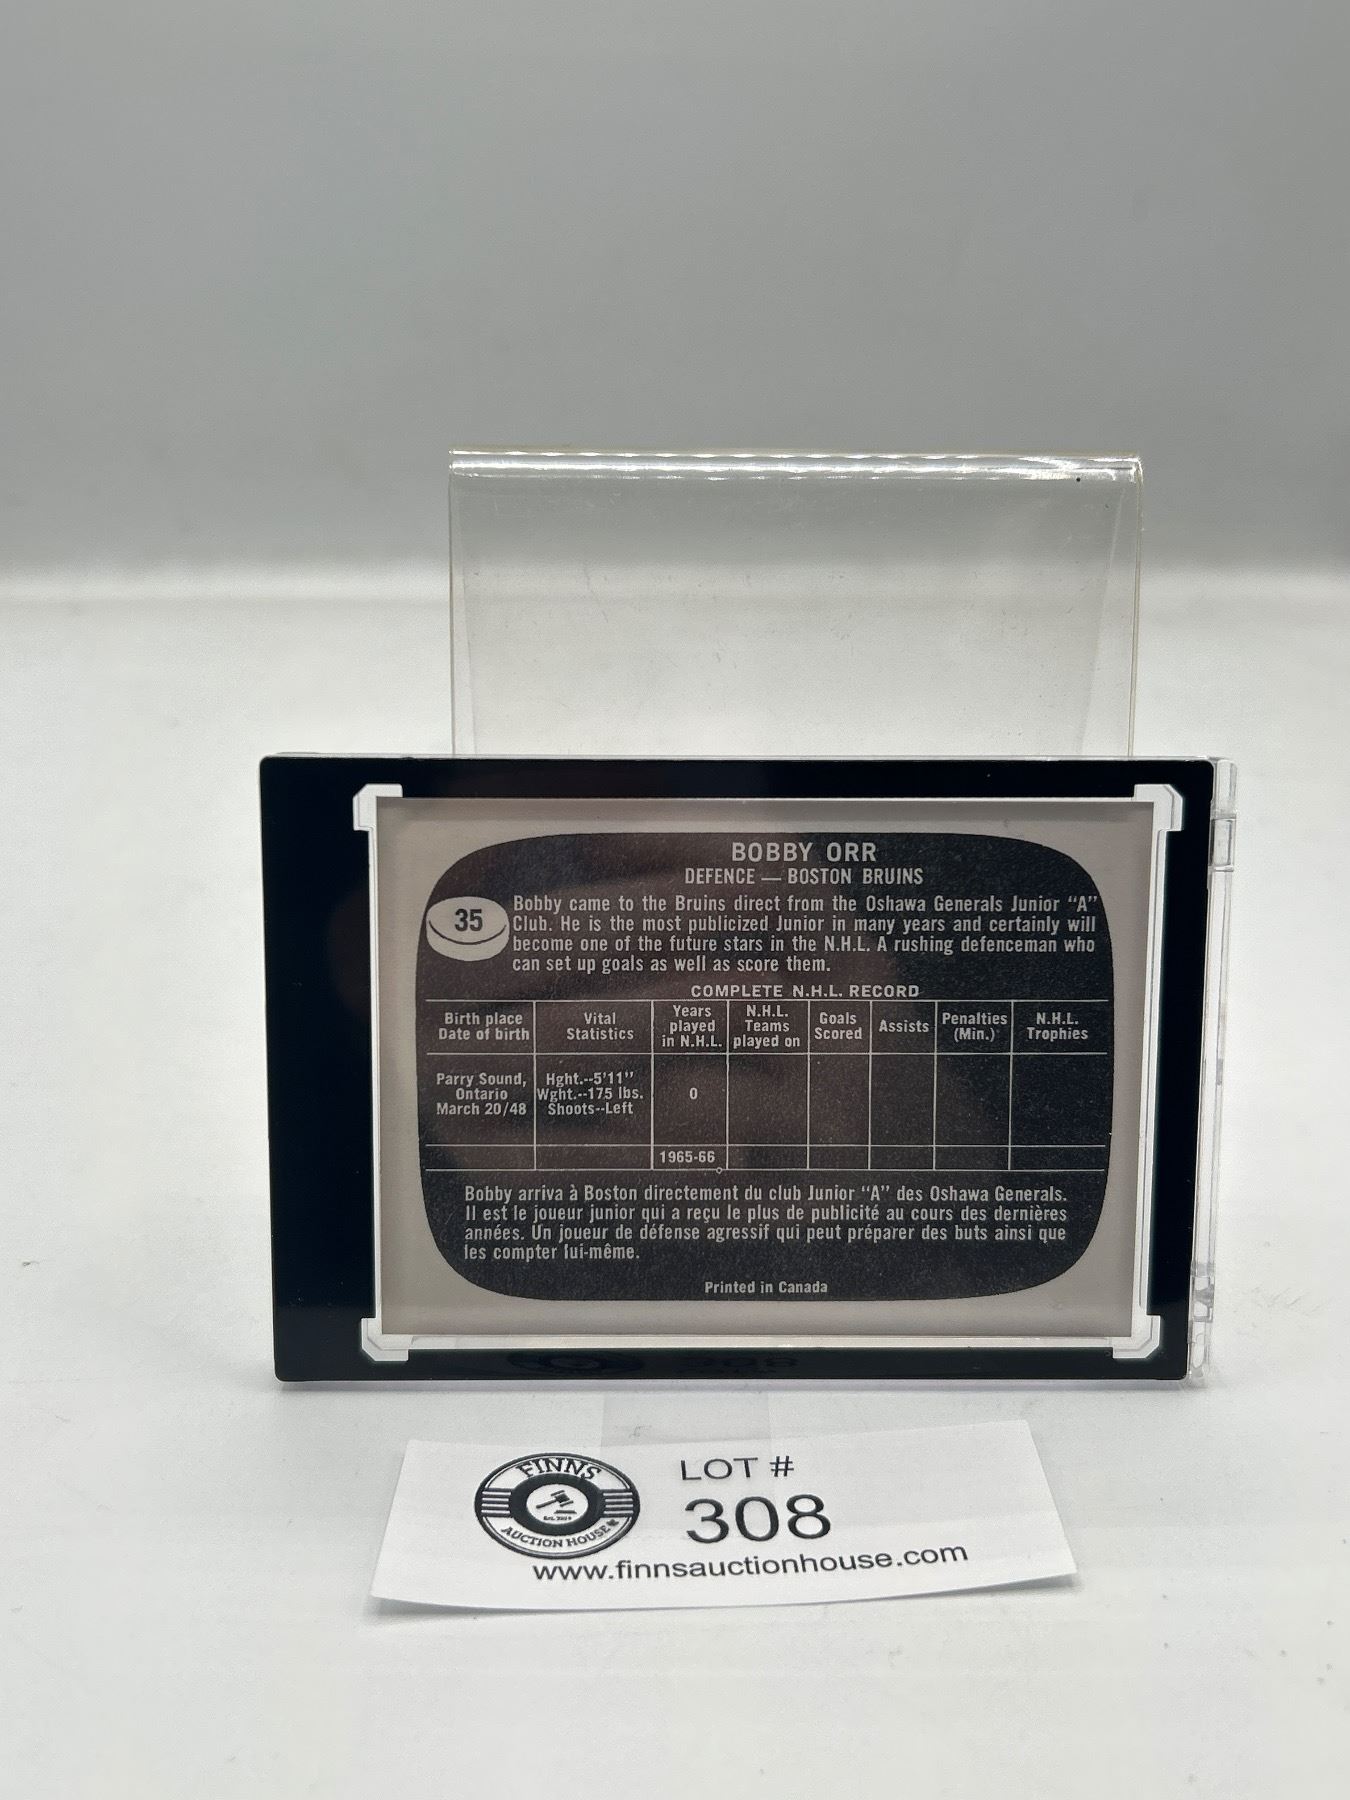 BOBBY ORR
DEFENCE — BOSTON BRUINS
35
Bobby came to the Bruins direct from the Oshawa Generals Junior “A”
Club. He is the most publicized Junior in many years and certainly will
become one of the future stars in the N.H.L. A rushing defenceman who
can set up goals as well as score them.
COMPLETE N.H.L. RECORD
Birth place
Date of birth
Vital
Statistics
Years
played
in N.H.L.
N.H.L.
Teams
played on
Goals
Scored
Assists
Penalties
(Min.)
N.H.L.
Trophies
Parry Sound,
Ontario
March 20/48
Hght.--5'11”
Wght.--175 lbs.
Shoots--Left
0
1965-66
Bobby arriva à Boston directement du club Junior “A” des Oshawa Generals.
Il est le joueur junior qui a reçu le plus de publicité au cours des dernières
années. Un joueur de défense agressif qui peut préparer des buts ainsi que
les compter lui-même.
Printed in Canada
FINNS
AUCTION HOUSE
LOT #
308
www.finnsauctionhouse.com